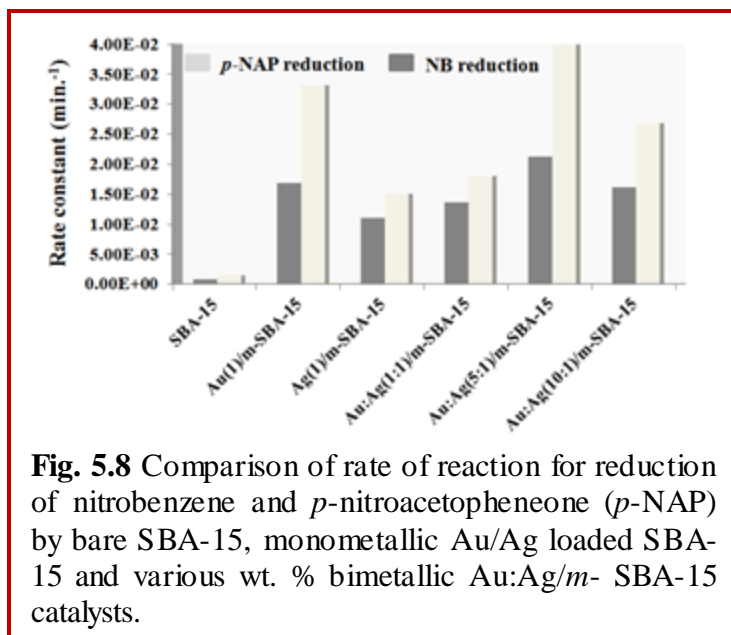 4.00E-02
3.50E-02
3.00E-02
2.00E-02
1.50E-02
1.00E-02
5.00E-03
0.00E+00
Rate constant (min.⁻¹)
p-NAP reduction
NB reduction
SBA-15
Au(1)/m-SBA-15
Ag(1)/m-SBA-15
Au:Ag(1:1)/m-SBA-15
Au:Ag(5:1)/m-SBA-15
Au:Ag(10:1)/m-SBA-15
Fig. 5.8 Comparison of rate of reaction for reduction
of nitrobenzene and p-nitroacetopheneone (p-NAP)
by bare SBA-15, monometallic Au/Ag loaded SBA-
15 and various wt. % bimetallic Au:Ag/m- SBA-15
catalysts.